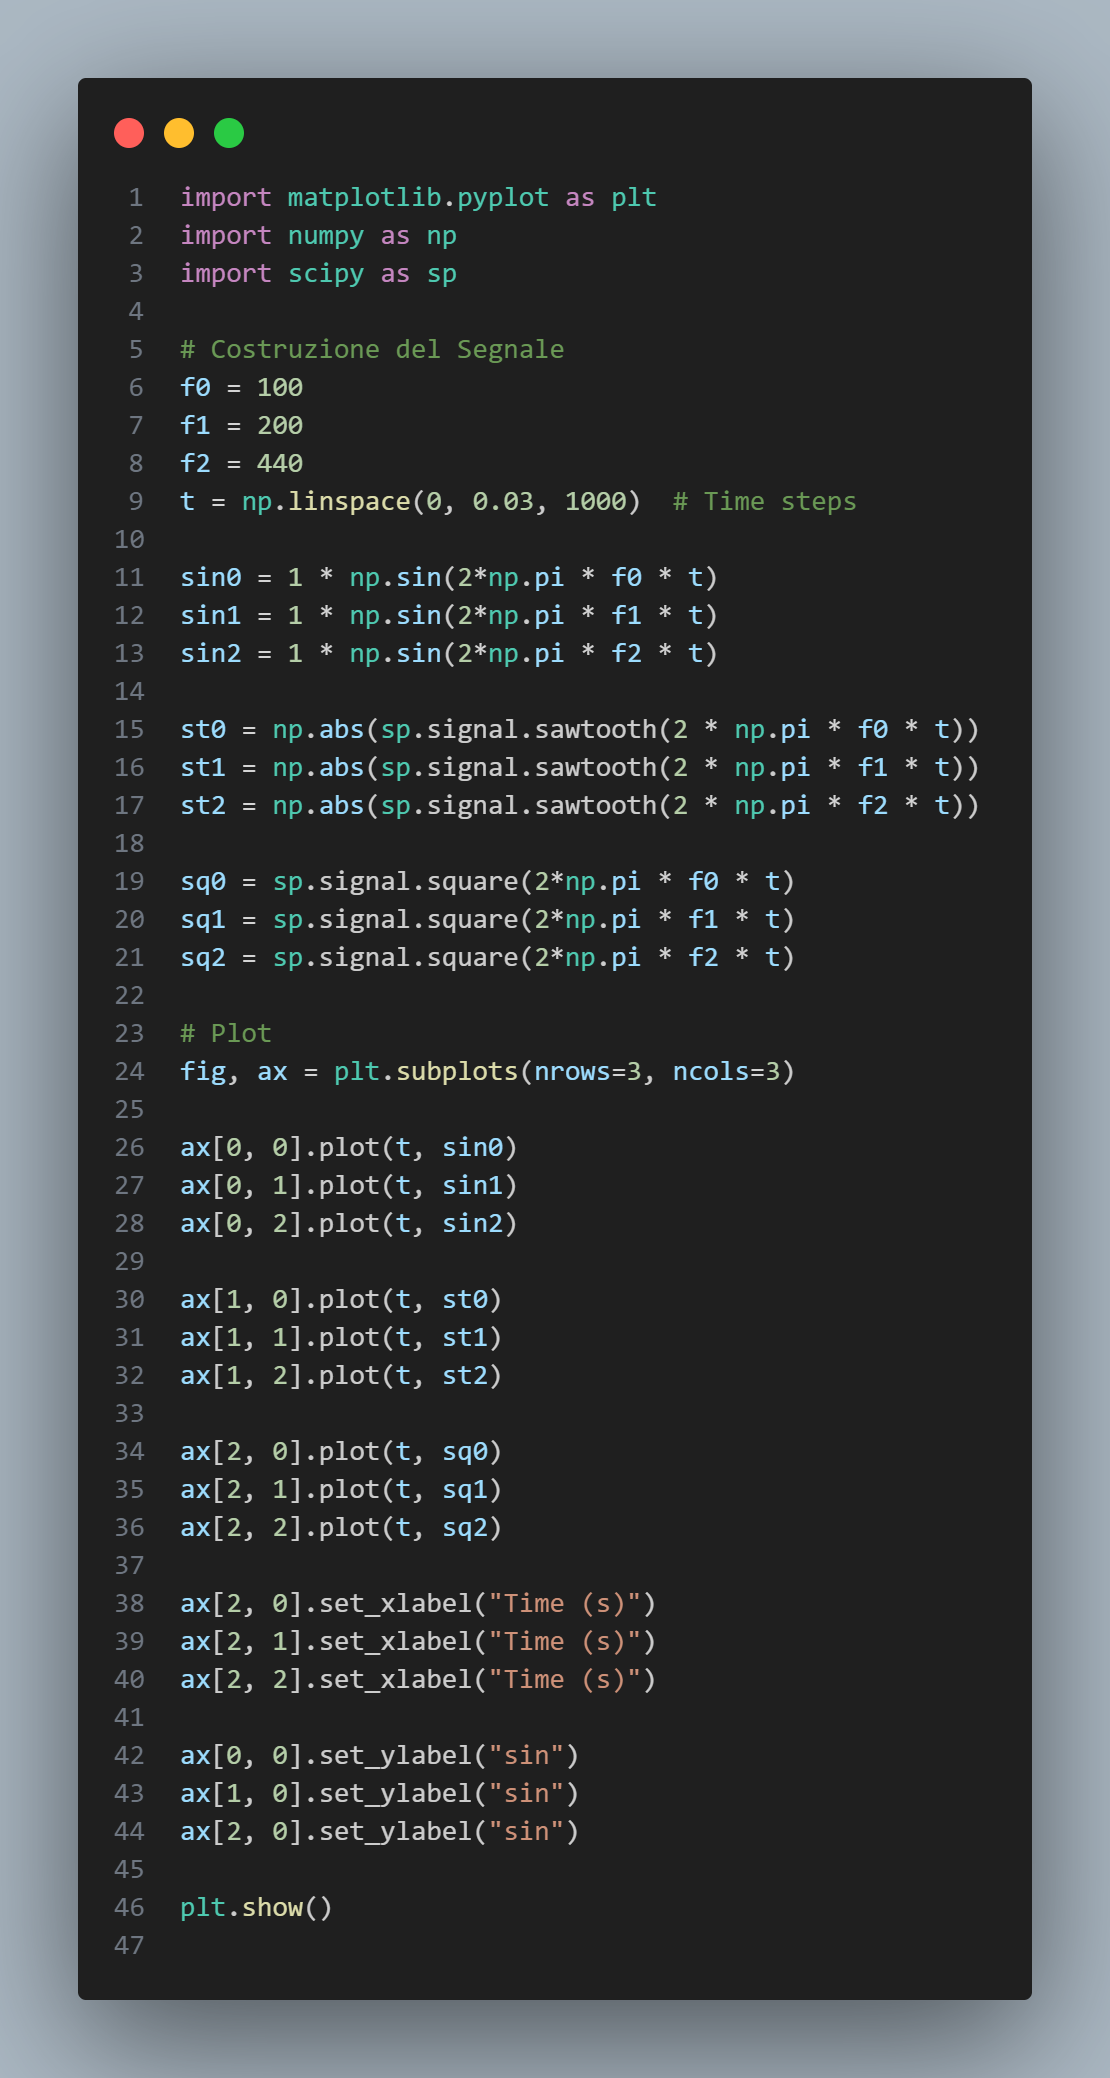 1 import matplotlib.pyplot as plt
2 import numpy as np
3 import scipy as sp
4
5 # Costruzione del Segnale
6 f0 = 100
7 f1 = 200
8 f2 = 440
9 t = np.linspace(0, 0.03, 1000)  # Time steps
10
11 sin0 = 1 * np.sin(2*np.pi * f0 * t)
12 sin1 = 1 * np.sin(2*np.pi * f1 * t)
13 sin2 = 1 * np.sin(2*np.pi * f2 * t)
14
15 st0 = np.abs(sp.signal.sawtooth(2 * np.pi * f0 * t))
16 st1 = np.abs(sp.signal.sawtooth(2 * np.pi * f1 * t))
17 st2 = np.abs(sp.signal.sawtooth(2 * np.pi * f2 * t))
18
19 sq0 = sp.signal.square(2*np.pi * f0 * t)
20 sq1 = sp.signal.square(2*np.pi * f1 * t)
21 sq2 = sp.signal.square(2*np.pi * f2 * t)
22
23 # Plot
24 fig, ax = plt.subplots(nrows=3, ncols=3)
25
26 ax[0, 0].plot(t, sin0)
27 ax[0, 1].plot(t, sin1)
28 ax[0, 2].plot(t, sin2)
29
30 ax[1, 0].plot(t, st0)
31 ax[1, 1].plot(t, st1)
32 ax[1, 2].plot(t, st2)
33
34 ax[2, 0].plot(t, sq0)
35 ax[2, 1].plot(t, sq1)
36 ax[2, 2].plot(t, sq2)
37
38 ax[2, 0].set_xlabel("Time (s)")
39 ax[2, 1].set_xlabel("Time (s)")
40 ax[2, 2].set_xlabel("Time (s)")
41
42 ax[0, 0].set_ylabel("sin")
43 ax[1, 0].set_ylabel("sin")
44 ax[2, 0].set_ylabel("sin")
45
46 plt.show()
47